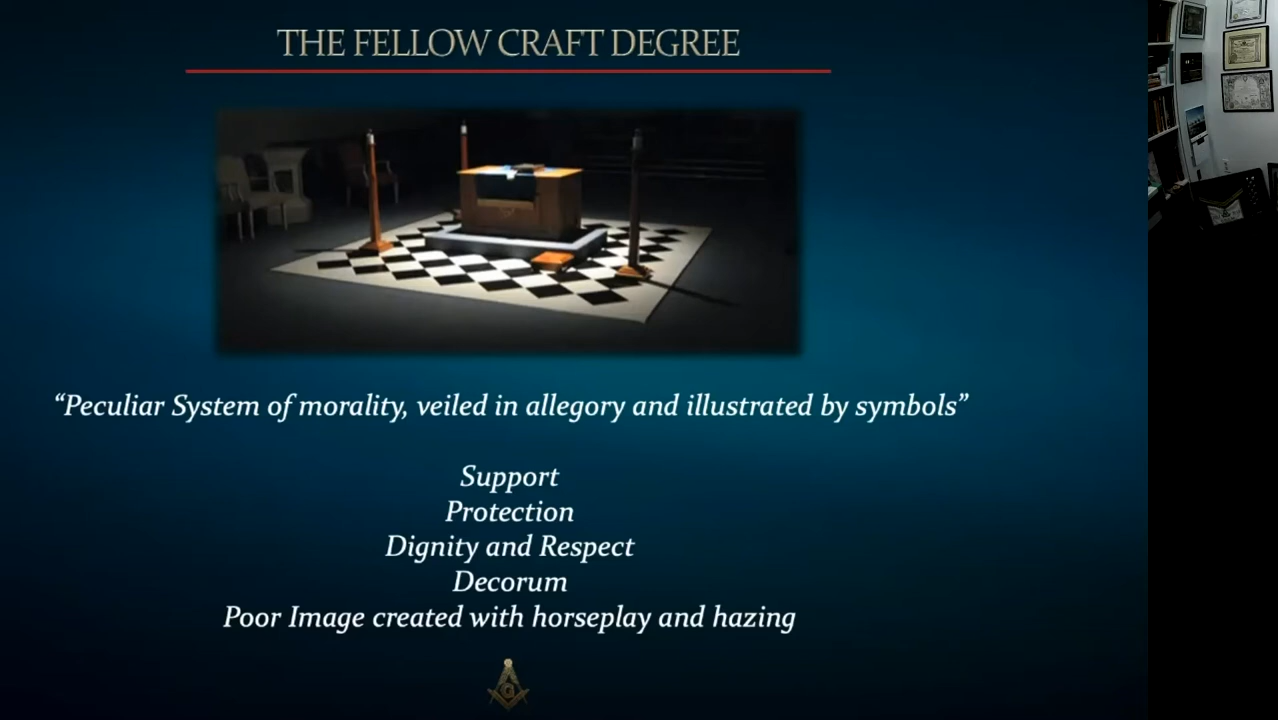 THE FELLOW CRAFT DEGREE
“Peculiar System of morality, veiled in allegory and illustrated by symbols”
Support
Protection
Dignity and Respect
Decorum
Poor Image created with horseplay and hazing
G